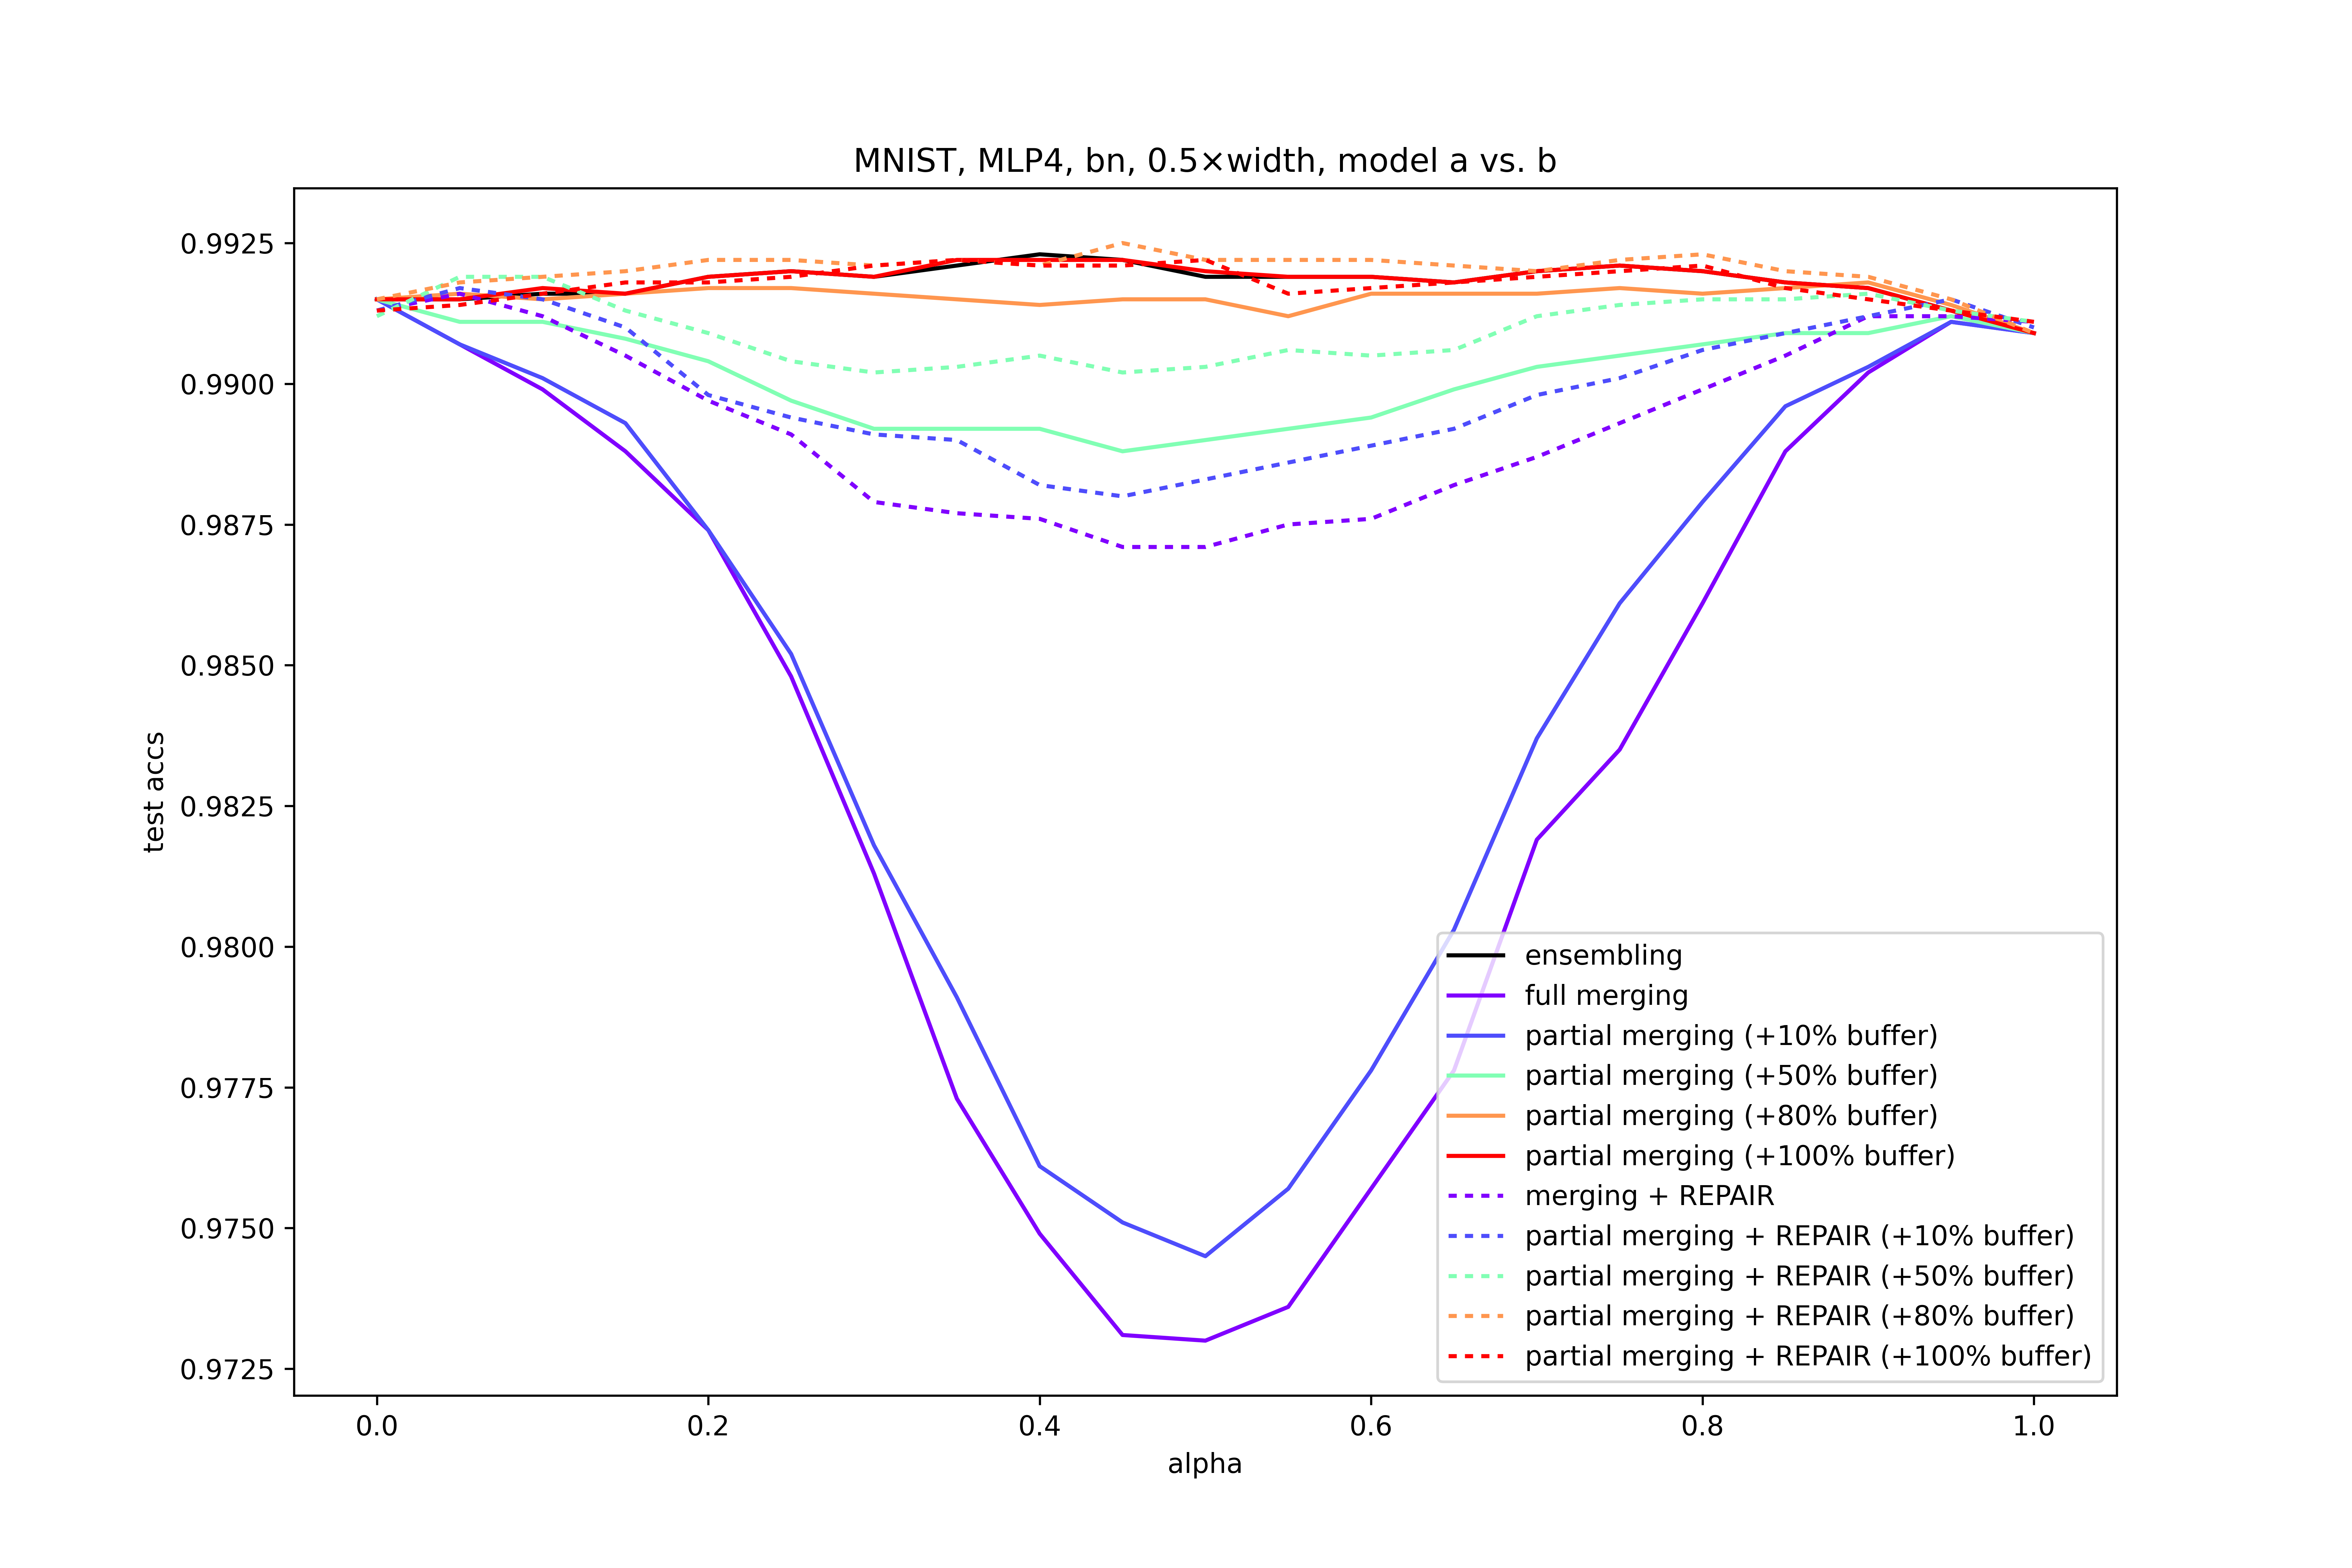 MNIST, MLP4, bn, 0.5×width, model a vs. b
0.9925
0.9900
0.9875
0.9850
0.9825
0.9800
0.9775
0.9750
0.9725
test accs
ensembling
full merging
partial merging (+10% buffer)
partial merging (+50% buffer)
partial merging (+80% buffer)
partial merging (+100% buffer)
merging + REPAIR
partial merging + REPAIR (+10% buffer)
partial merging + REPAIR (+50% buffer)
partial merging + REPAIR (+80% buffer)
partial merging + REPAIR (+100% buffer)
0.0 0.2 0.4 0.6 0.8 1.0
alpha